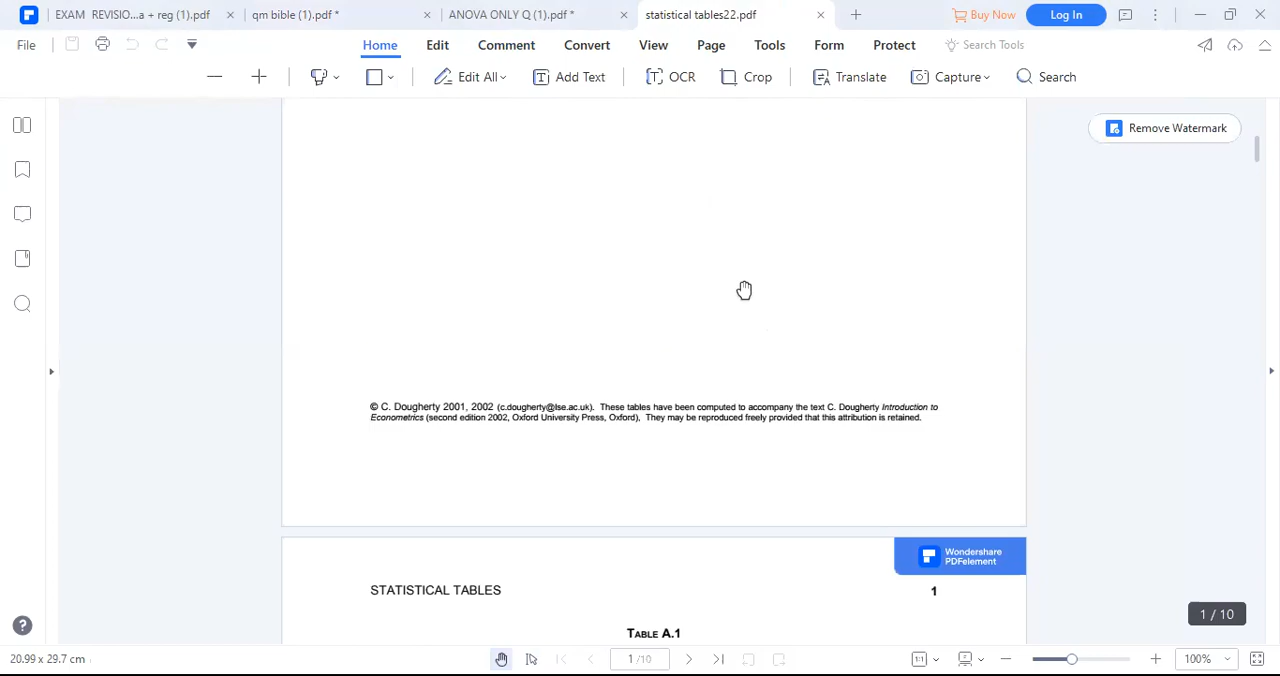 EXAM REVISIO...a + reg (1).pdf
qm bible (1).pdf *
ANOVA ONLY Q (1).pdf *
statistical tables22.pdf
Buy Now
Log In
File
Home
Edit
Comment
Convert
View
Page
Tools
Form
Protect
Search Tools
Edit All
Add Text
OCR
Crop
Translate
Capture
Search
Remove Watermark
© C. Dougherty 2001, 2002 (c.dougherty@lse.ac.uk). These tables have been computed to accompany the text C. Dougherty Introduction to
Econometrics (second edition 2002, Oxford University Press, Oxford), They may be reproduced freely provided that this attribution is retained.
Wondershare
PDFelement
STATISTICAL TABLES
1
TABLE A.1
1 / 10
20.99 x 29.7 cm
1 /10
100%